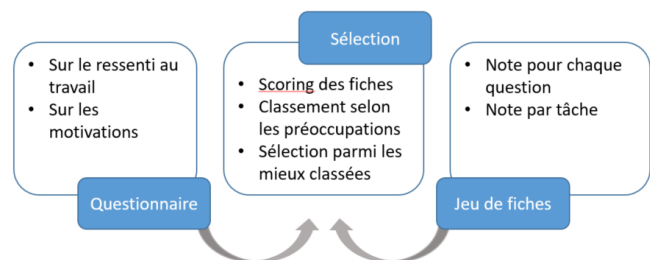 Sélection
• Sur le ressenti au
travail
• Sur les
motivations
Questionnaire
• Scoring des fiches
• Classement selon
les préoccupations
• Sélection parmi les
mieux classées
• Note pour chaque
question
• Note par tâche
Jeu de fiches